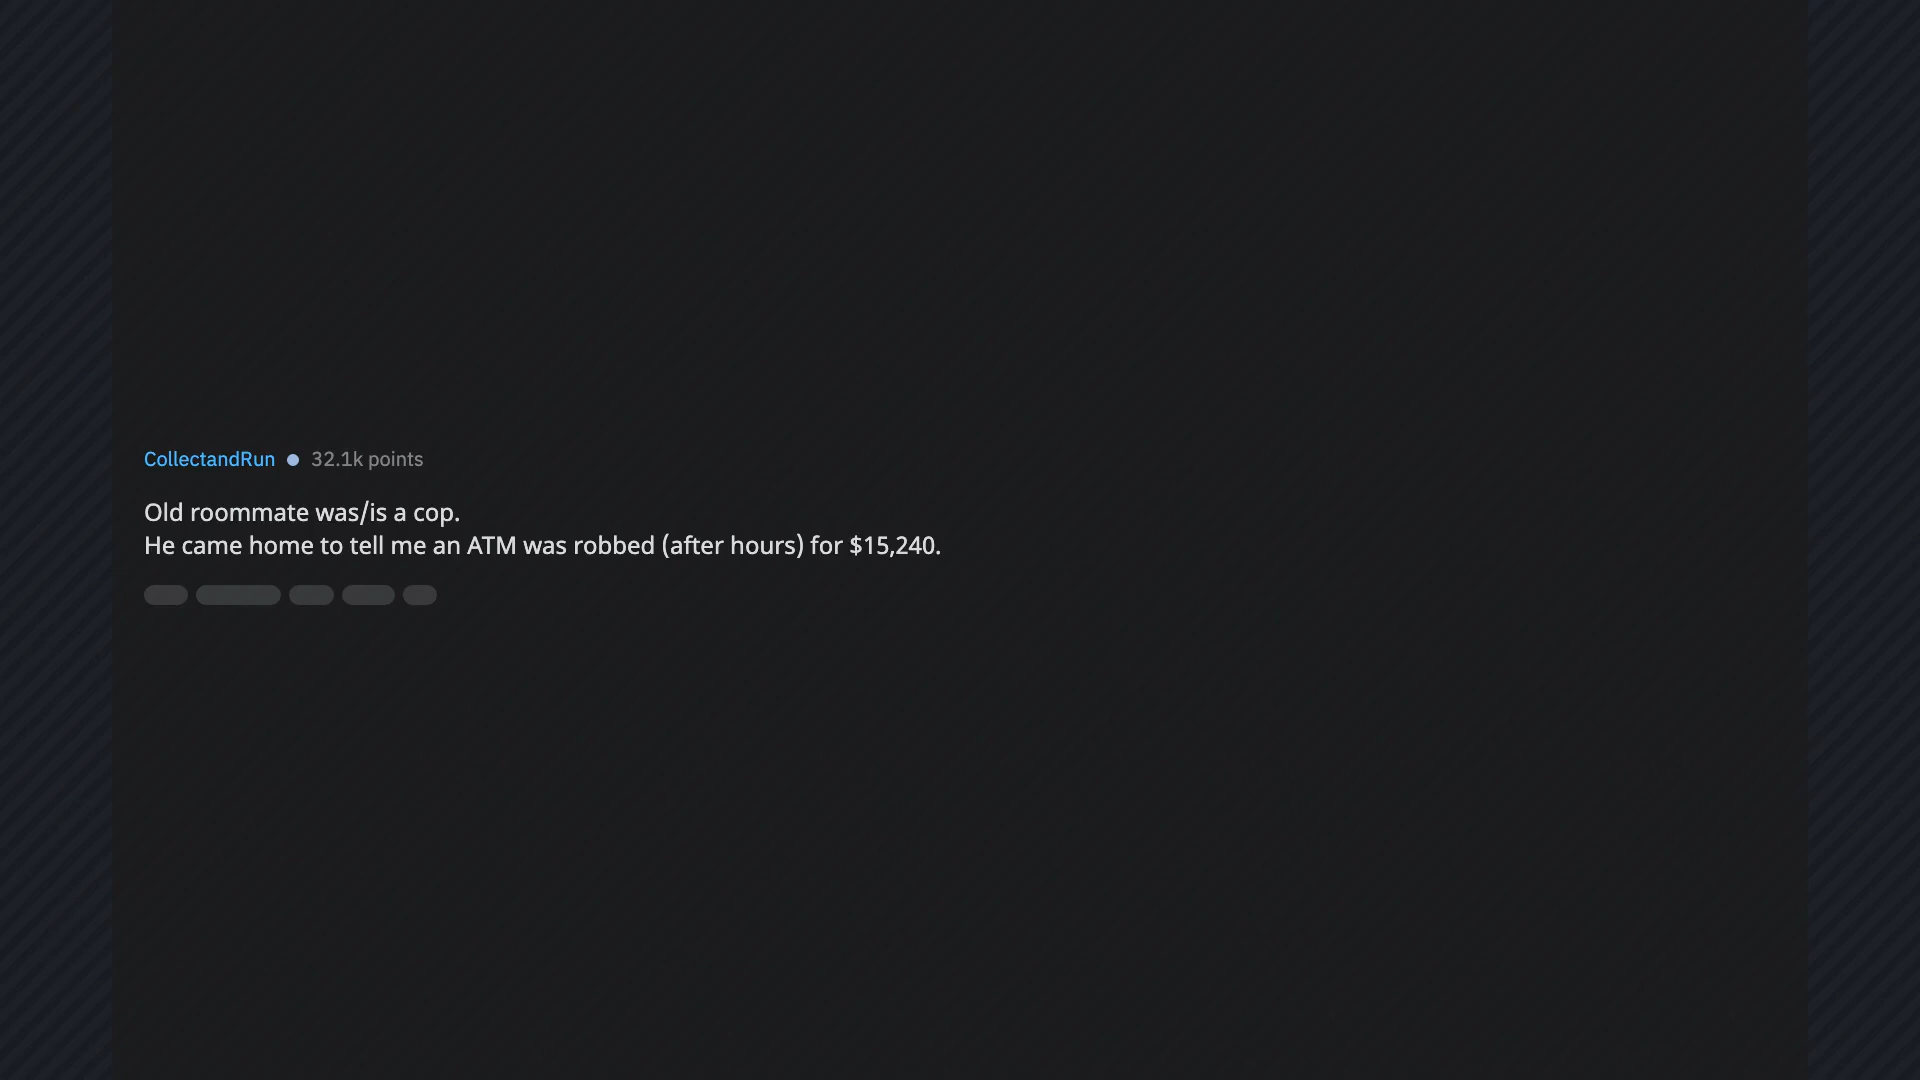 CollectandRun ● 32.1k points
Old roommate was/is a cop.
He came home to tell me an ATM was robbed (after hours) for $15,240.